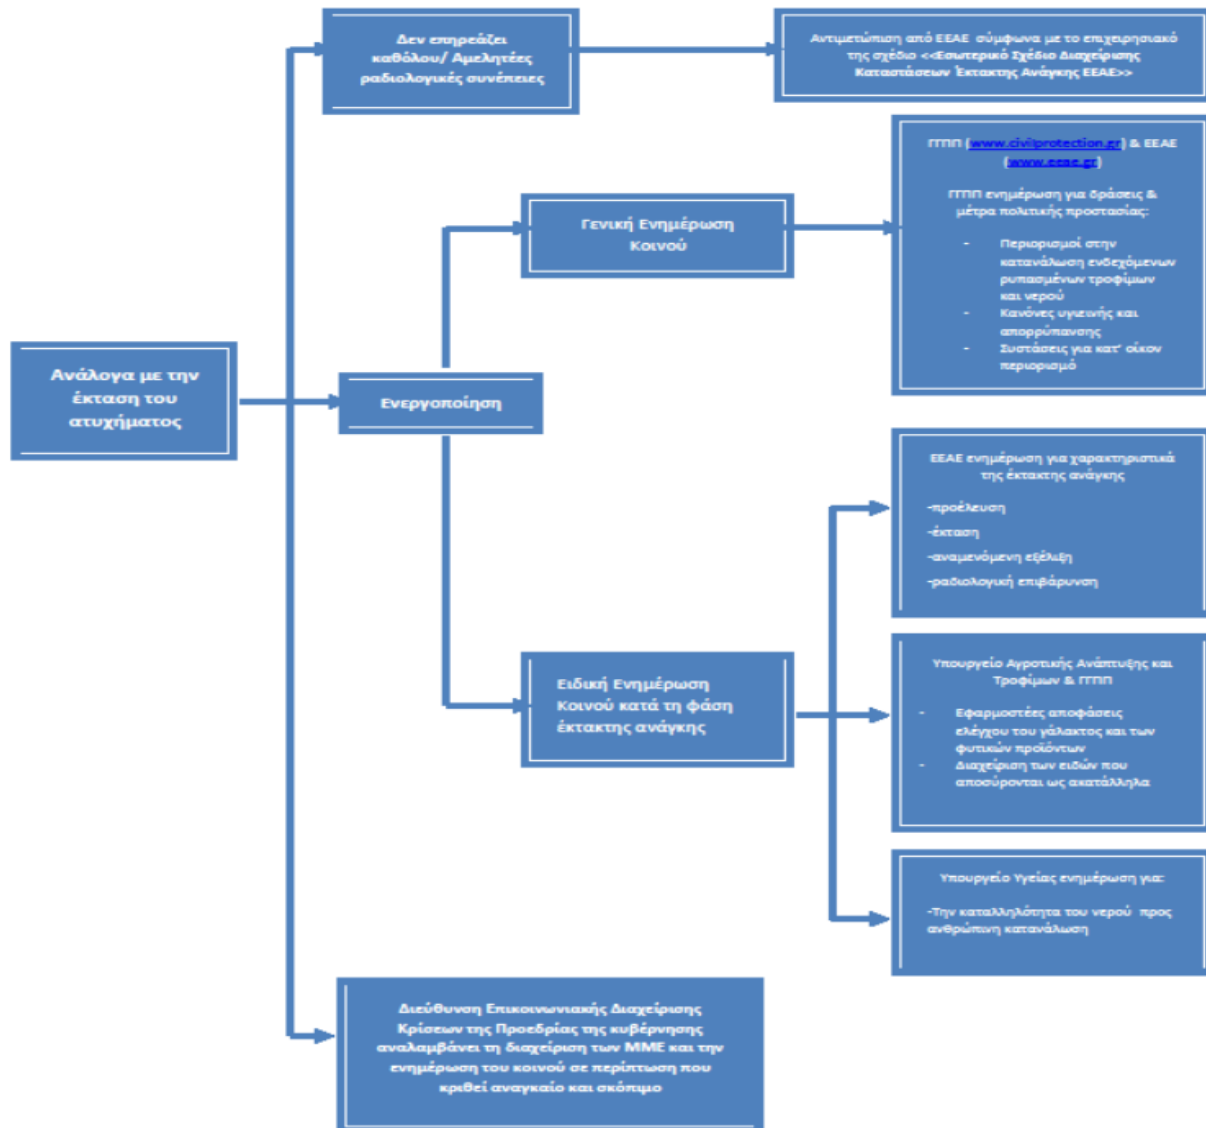 Δεν επηρεάζει
καθόλου/ Αμελητέες
ραδιολογικές συνέπειες
Αντιμετώπιση από ΕΕΑΕ σύμφωνα με το επιχειρησιακό
της σχέδιο <<Εσωτερικό Σχέδιο Διαχείρισης
Καταστάσεων Έκτακτης Ανάγκης ΕΕΑΕ>>
ΓΓΠΠ (www.civilprotection.gr) & ΕΕΑΕ
(www.eeae.gr)
ΓΓΠΠ ενημέρωση για δράσεις &
μέτρα πολιτικής προστασίας:
- Περιορισμοί στην
κατανάλωση ενδεχόμενων
ρυπασμένων τροφίμων
και νερού
- Κανόνες υγιεινής και
απορρύπανσης
- Συστάσεις για κατ' οίκον
περιορισμό
Γενική Ενημέρωση
Κοινού
Ανάλογα με την
έκταση του
ατυχήματος
Ενεργοποίηση
ΕΕΑΕ ενημέρωση για χαρακτηριστικά
της έκτακτης ανάγκης
-προέλευση
-έκταση
-αναμενόμενη εξέλιξη
-ραδιολογική επιβάρυνση
Ειδική Ενημέρωση
Κοινού κατά τη φάση
έκτακτης ανάγκης
Υπουργείο Αγροτικής Ανάπτυξης και
Τροφίμων & ΓΓΠΠ
- Εφαρμοστέες αποφάσεις
ελέγχου του γάλακτος και των
φυτικών προϊόντων
- Διαχείριση των ειδών που
αποσύρονται ως ακατάλληλα
Υπουργείο Υγείας ενημέρωση για:
-Την καταλληλότητα του νερού προς
ανθρώπινη κατανάλωση
Διεύθυνση Επικοινωνιακής Διαχείρισης
Κρίσεων της Προεδρίας της κυβέρνησης
αναλαμβάνει τη διαχείριση των ΜΜΕ και την
ενημέρωση του κοινού σε περίπτωση που
κριθεί αναγκαίο και σκόπιμο